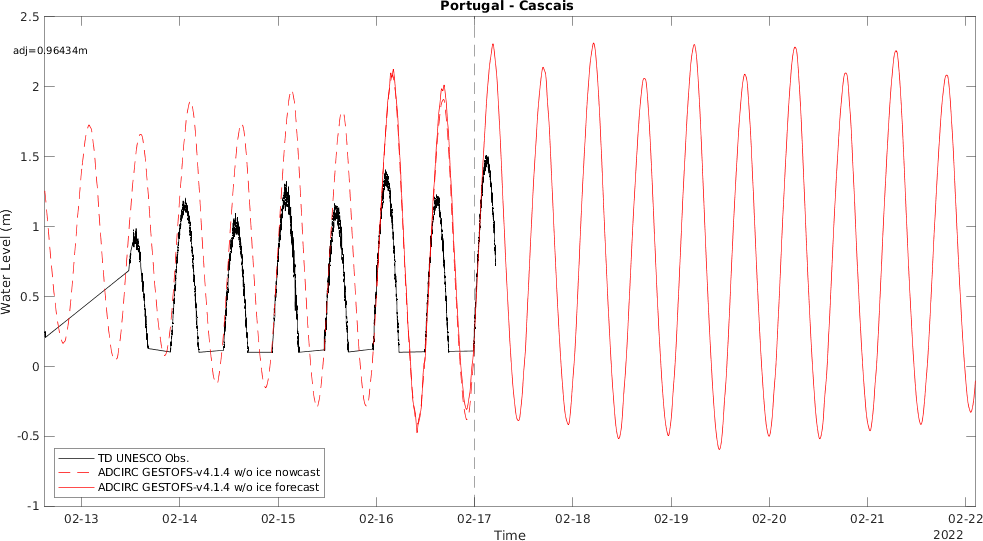 Portugal - Cascais
adj=0.96434m
2.5
2
1.5
1
0.5
0
-0.5
-1
Water Level (m)
TD UNESCO Obs.
ADCIRC GESTOFS-v4.1.4 w/o ice nowcast
ADCIRC GESTOFS-v4.1.4 w/o ice forecast
02-13 02-14 02-15 02-16 02-17 02-18 02-19 02-20 02-21 02-22
Time
2022